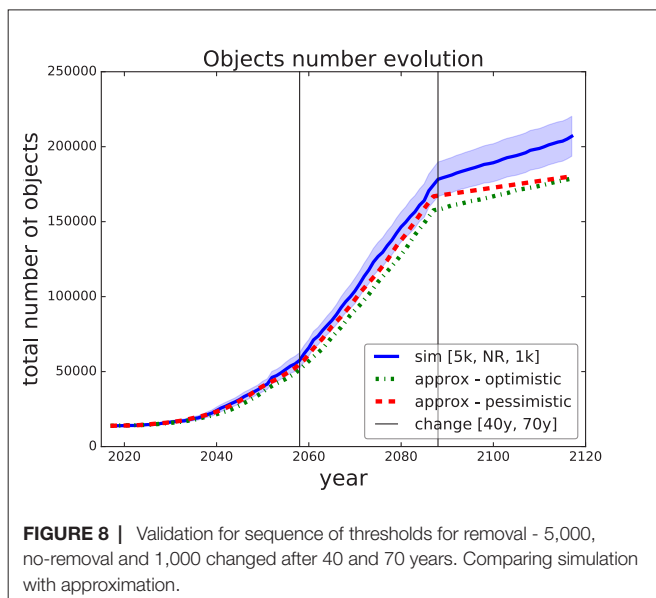 Objects number evolution
250000
200000
150000
100000
50000
0
total number of objects
2020 2040 2060 2080 2100 2120
year
sim [5k, NR, 1k]
approx - optimistic
approx - pessimistic
change [40y, 70y]
FIGURE 8 | Validation for sequence of thresholds for removal - 5,000,
no-removal and 1,000 changed after 40 and 70 years. Comparing simulation
with approximation.